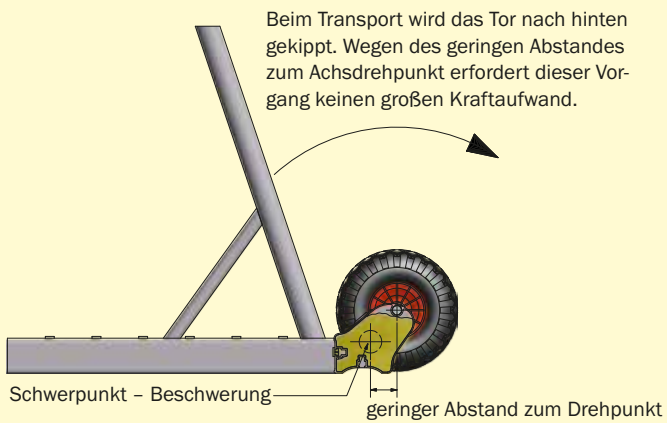 Beim Transport wird das Tor nach hinten
gekippt. Wegen des geringen Abstandes
zum Achsdrehpunkt erfordert dieser Vor-
gang keinen großen Kraftaufwand.
Schwerpunkt – Beschwerung
geringer Abstand zum Drehpunkt